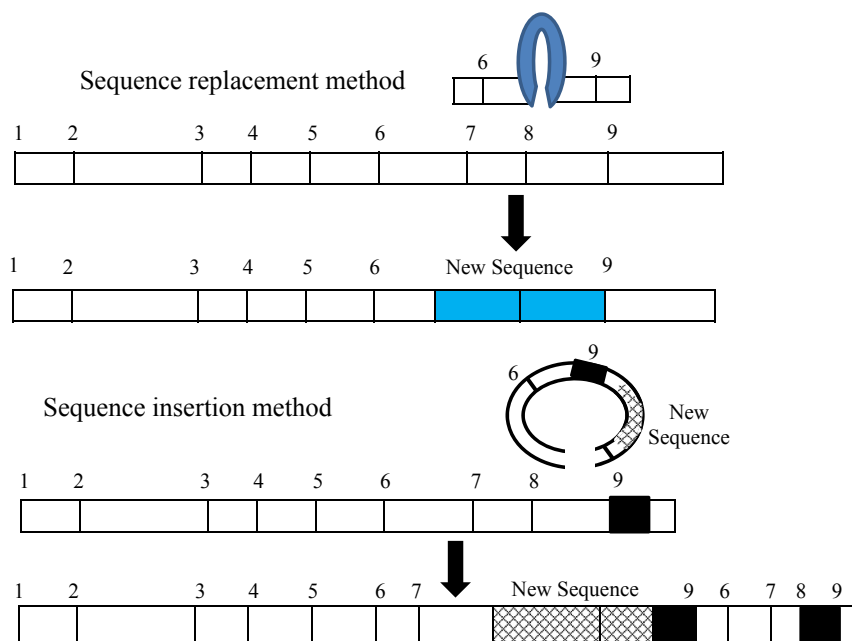 6 9
Sequence replacement method
1 2 3 4 5 6 7 8 9
1 2 3 4 5 6 New Sequence 9
9
6
Sequence insertion method
New
Sequence
1 2 3 4 5 6 7 8 9
1 2 3 4 5 6 7 New Sequence 9 6 7 8 9